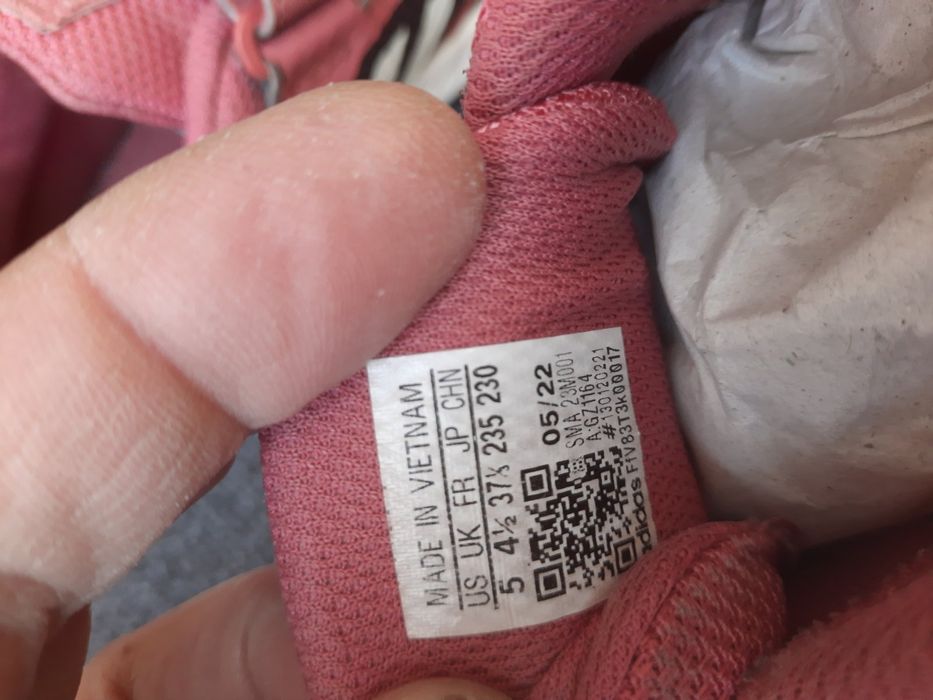 MADE IN VIETNAM
US UK FR JP CHN
5 4½ 37⅓ 235 230
05/22
SMA 23M001
A:GZ1164
#130120221
adidas FfV83T3k00017